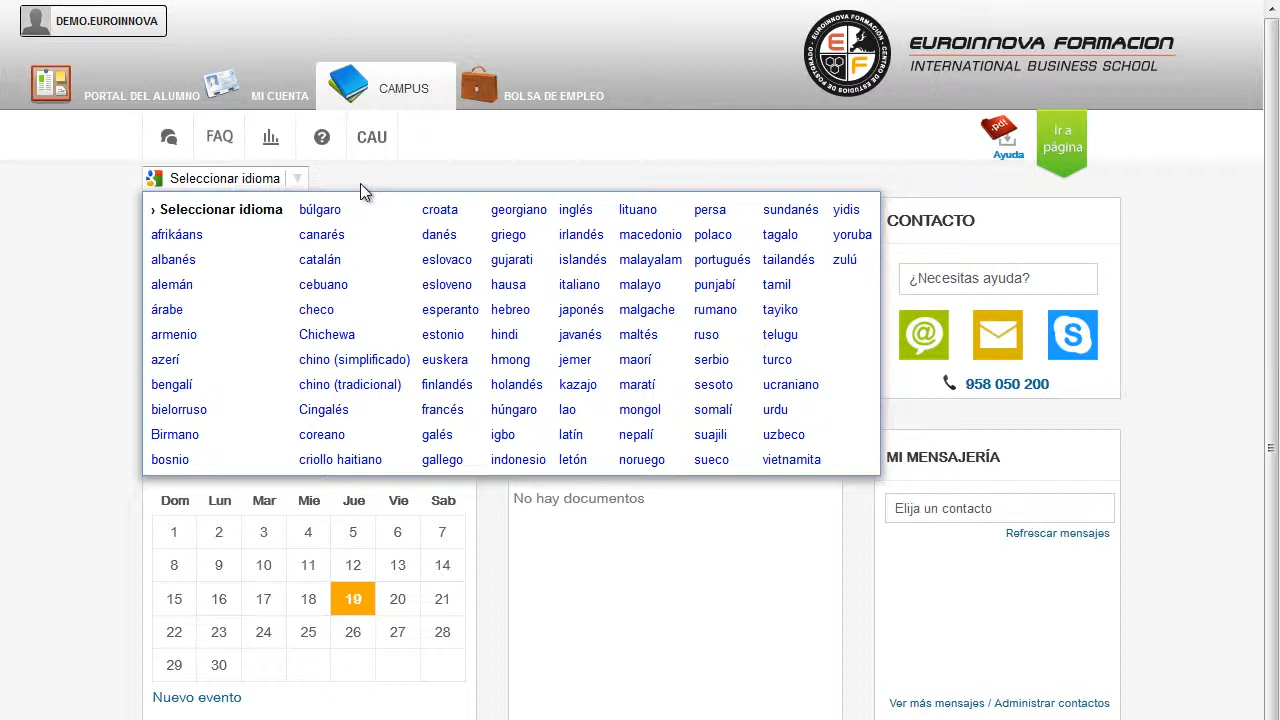 DEMO.EUROINNOVA
EUROINNOVA FORMACIÓN · CENTRO DE ESTUDIOS DE POSTGRADO ·
E F
EUROINNOVA FORMACION
INTERNATIONAL BUSINESS SCHOOL
PORTAL DEL ALUMNO MI CUENTA CAMPUS BOLSA DE EMPLEO
FAQ ? CAU
.pdf
Ayuda
Ir a
página
Seleccionar idioma
› Seleccionar idioma búlgaro croata georgiano inglés lituano persa sundanés yidis
afrikáans canarés danés griego irlandés macedonio polaco tagalo yoruba
albanés catalán eslovaco gujarati islandés malayalam portugués tailandés zulú
alemán cebuano esloveno hausa italiano malayo punjabí tamil
árabe checo esperanto hebreo japonés malgache rumano tayiko
armenio Chichewa estonio hindi javanés maltés ruso telugu
azerí chino (simplificado) euskera hmong jemer maorí serbio turco
bengalí chino (tradicional) finlandés holandés kazajo maratí sesoto ucraniano
bielorruso Cingalés francés húngaro lao mongol somalí urdu
Birmano coreano galés igbo latín nepalí suajili uzbeco
bosnio criollo haitiano gallego indonesio letón noruego sueco vietnamita
CONTACTO
¿Necesitas ayuda?
958 050 200
MI MENSAJERÍA
Elija un contacto
Refrescar mensajes
Ver más mensajes / Administrar contactos
Dom Lun Mar Mie Jue Vie Sab
1 2 3 4 5 6 7
8 9 10 11 12 13 14
15 16 17 18 19 20 21
22 23 24 25 26 27 28
29 30
Nuevo evento
No hay documentos